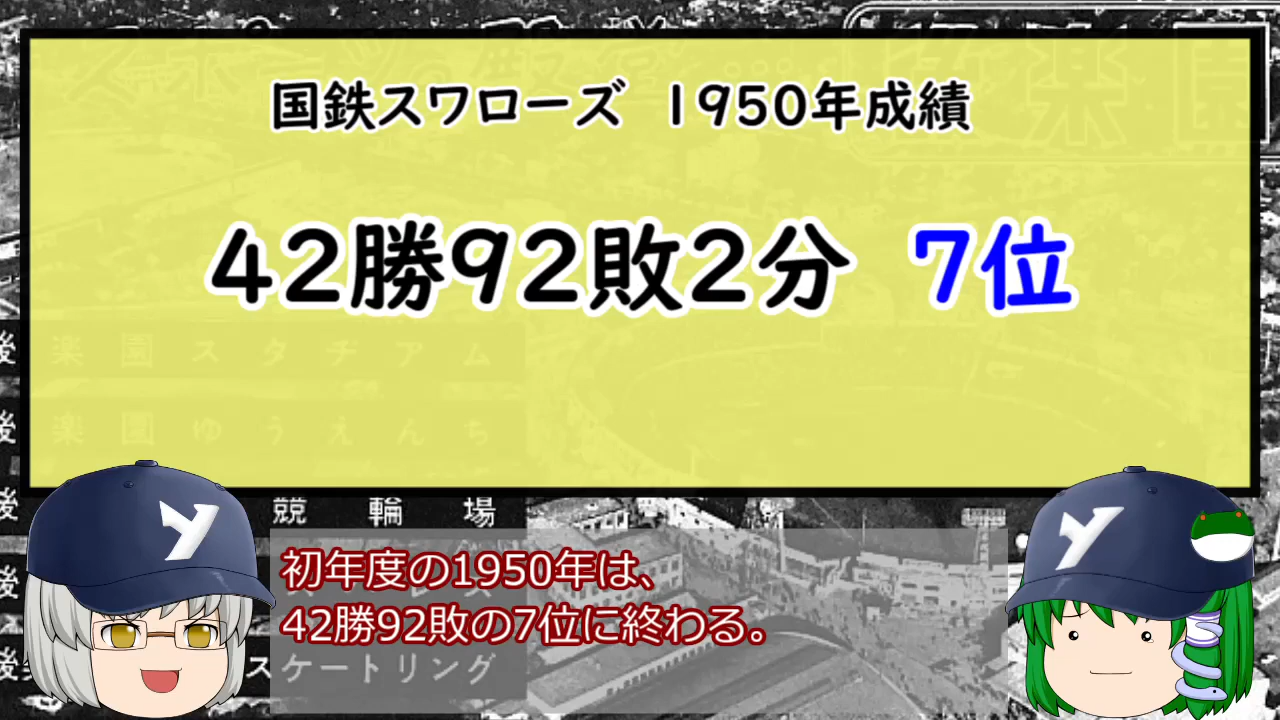 国鉄スワローズ 1950年成績
42勝92敗2分 7位
後楽園スタヂアム
後楽園ゆうえんち
競輪場
スケートリング
初年度の1950年は、
42勝92敗の7位に終わる。